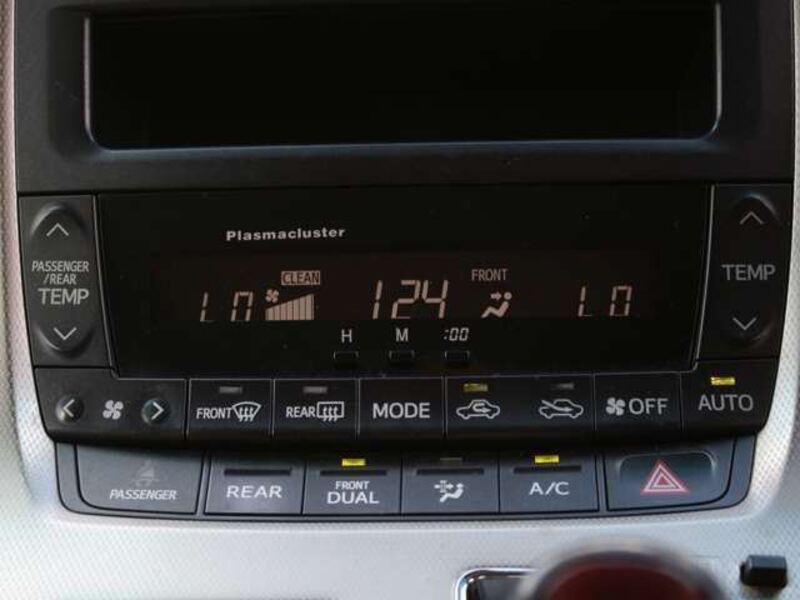 Plasmacluster
PASSENGER
/REAR
TEMP
CLEAN
LO
124
FRONT
LO
TEMP
H M :00
FRONT
REAR
MODE
OFF
AUTO
PASSENGER
REAR
FRONT
DUAL
A/C